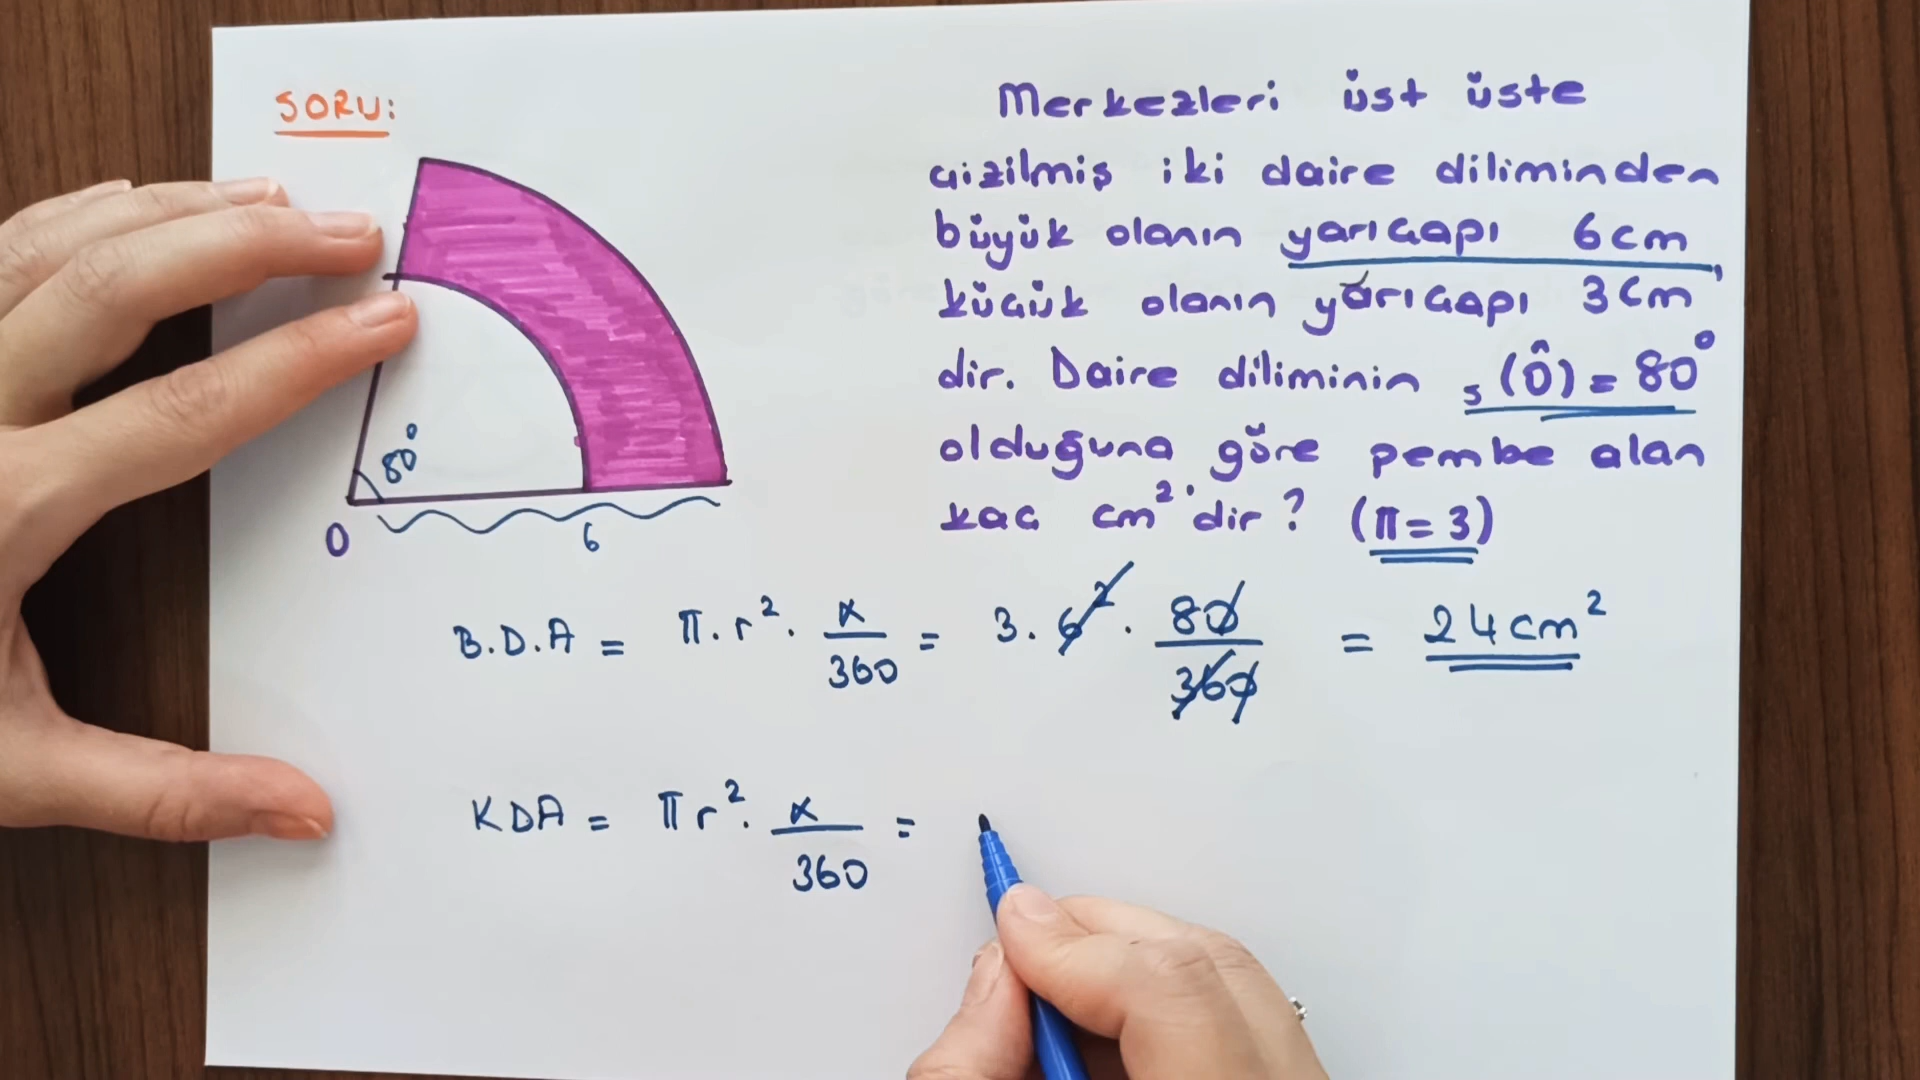 SORU:
Merkezleri üst üste
çizilmiş iki daire diliminden
büyük olanın yarıçapı 6cm,
küçük olanın yarıçapı 3cm
dir. Daire diliminin s(Ô)=80°
olduğuna göre pembe alan
kaç cm²'dir? (π=3)
80°
O
6
B.D.A = π.r². α/360 = 3.6². 80/360 = 24cm²
KDA = πr². α/360 =